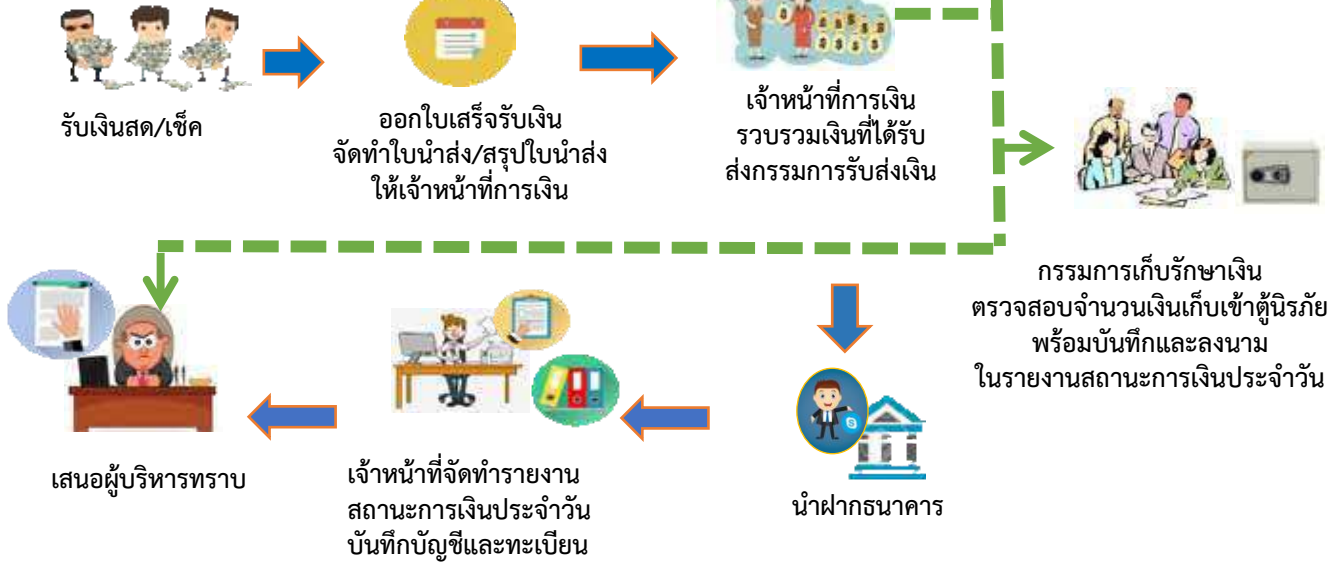 รับเงินสด/เช็ค
ออกใบเสร็จรับเงิน
จัดทำใบนำส่ง/สรุปใบนำส่ง
ให้เจ้าหน้าที่การเงิน
เจ้าหน้าที่การเงิน
รวบรวมเงินที่ได้รับ
ส่งกรรมการรับส่งเงิน
กรรมการเก็บรักษาเงิน
ตรวจสอบจำนวนเงินเก็บเข้าตู้นิรภัย
พร้อมบันทึกและลงนาม
ในรายงานสถานะการเงินประจำวัน
นำฝากธนาคาร
เจ้าหน้าที่จัดทำรายงาน
สถานะการเงินประจำวัน
บันทึกบัญชีและทะเบียน
เสนอผู้บริหารทราบ